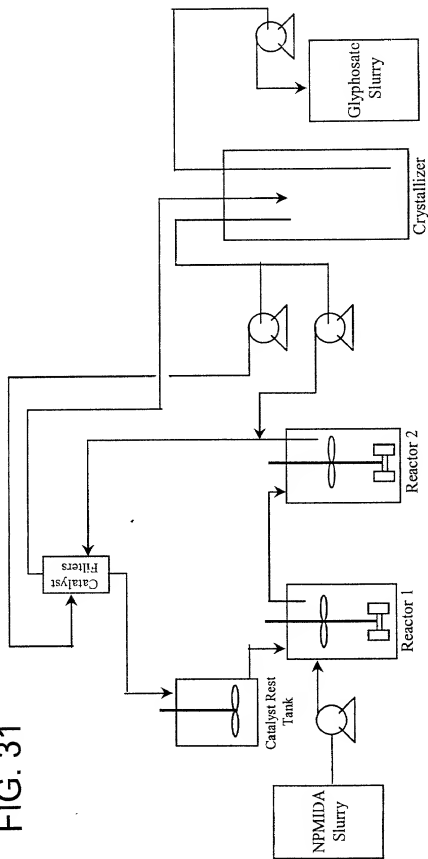 FIG. 31
NPMIDA
Slurry
Reactor 1
Reactor 2
Catalyst Rest
Tank
Catalyst
Filters
Crystallizer
Glyphosate
Slurry